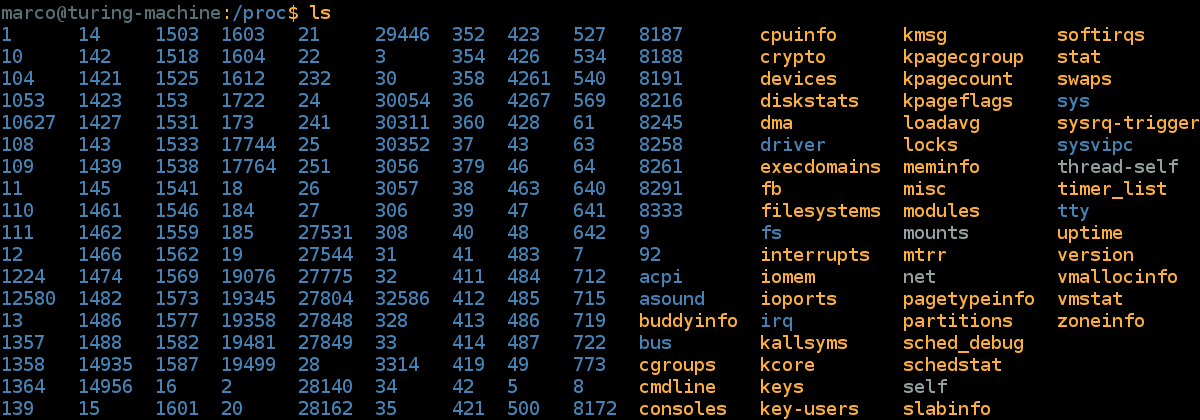 marco@turing-machine:/proc$ ls
1 14 1503 1603 21 29446 352 423 527 8187 cpuinfo kmsg softirqs
10 142 1518 1604 22 3 354 426 534 8188 crypto kpagecgroup stat
104 1421 1525 1612 232 30 358 4261 540 8191 devices kpagecount swaps
1053 1423 153 1722 24 30054 36 4267 569 8216 diskstats kpageflags sys
10627 1427 1531 173 241 30311 360 428 61 8245 dma loadavg sysrq-trigger
108 143 1533 17744 25 30352 37 43 63 8258 driver locks sysvipc
109 1439 1538 17764 251 3056 379 46 64 8261 execdomains meminfo thread-self
11 145 1541 18 26 3057 38 463 640 8291 fb misc timer_list
110 1461 1546 184 27 306 39 47 641 8333 filesystems modules tty
111 1462 1559 185 27531 308 40 48 642 9 fs mounts uptime
12 1466 1562 19 27544 31 41 483 7 92 interrupts mtrr version
1224 1474 1569 19076 27775 32 411 484 712 acpi iomem net vmallocinfo
12580 1482 1573 19345 27804 32586 412 485 715 asound ioports pagetypeinfo vmstat
13 1486 1577 19358 27848 328 413 486 719 buddyinfo irq partitions zoneinfo
1357 1488 1582 19481 27849 33 414 487 722 bus kallsyms sched_debug
1358 14935 1587 19499 28 3314 419 49 773 cgroups kcore schedstat
1364 14956 16 2 28140 34 42 5 8 cmdline keys self
139 15 1601 20 28162 35 421 500 8172 consoles key-users slabinfo